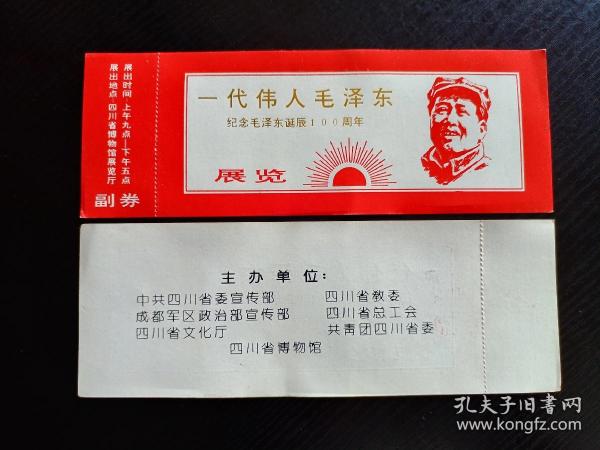 展出时间 上午九点—下午五点
展出地点 四川省博物馆展览厅
副券
一代伟人毛泽东
纪念毛泽东诞辰100周年
展览
主办单位:
中共四川省委宣传部 四川省教委
成都军区政治部宣传部 四川省总工会
四川省文化厅 共青团四川省委
四川省博物馆
孔夫子旧书网
www.kongfz.com